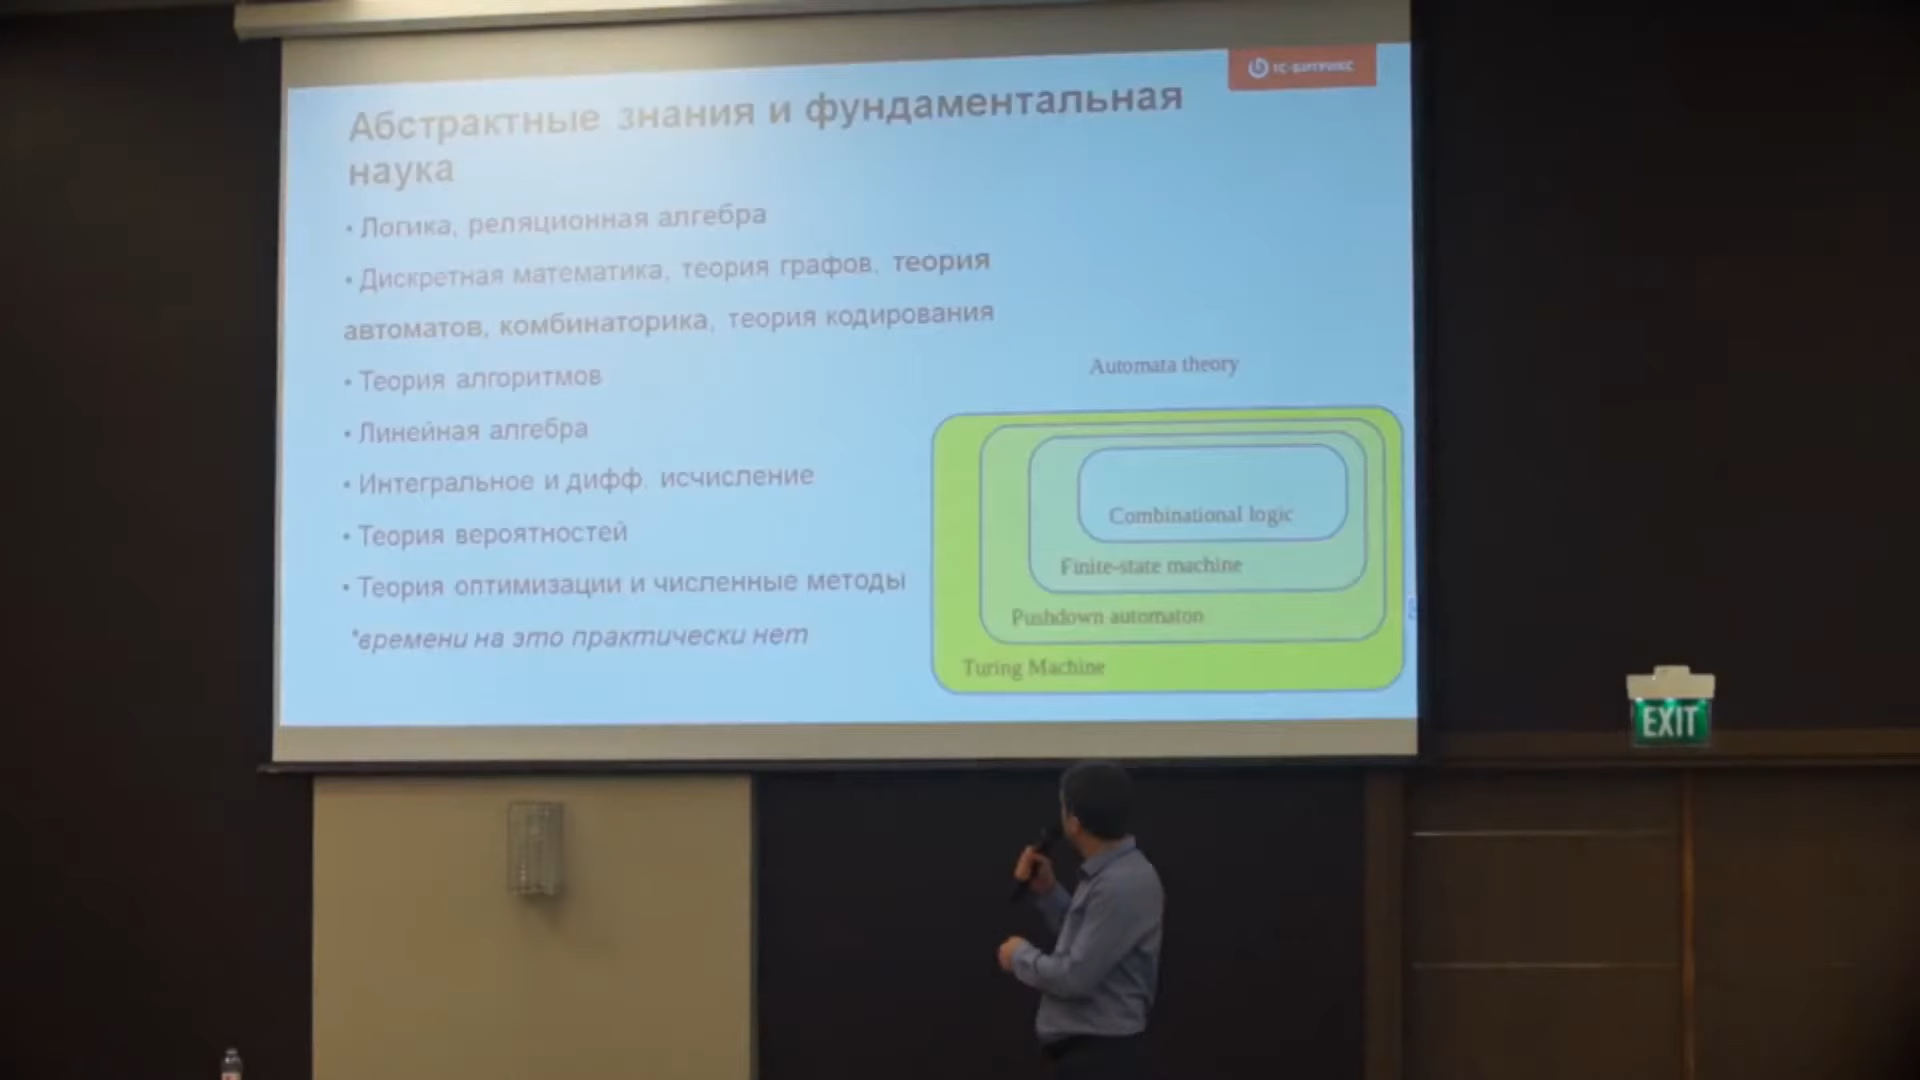 1С-БИТРИКС
Абстрактные знания и фундаментальная
наука
• Логика, реляционная алгебра
• Дискретная математика, теория графов, теория
автоматов, комбинаторика, теория кодирования
• Теория алгоритмов
• Линейная алгебра
• Интегральное и дифф. исчисление
• Теория вероятностей
• Теория оптимизации и численные методы
*времени на это практически нет
Automata theory
Combinational logic
Finite-state machine
Pushdown automaton
Turing Machine
EXIT